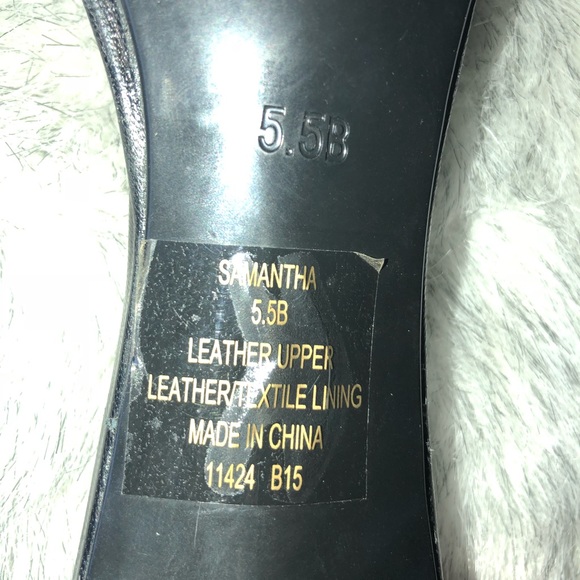 5.5B
SAMANTHA
5.5B
LEATHER UPPER
LEATHER/TEXTILE LINING
MADE IN CHINA
11424 B15